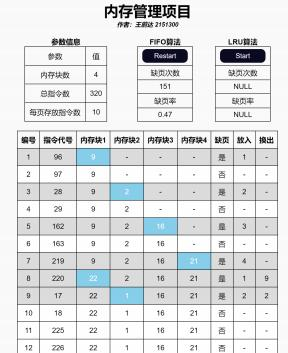 内存管理项目
作者：王蔚达 2151300
参数信息
参数 值
内存块数 4
总指令数 320
每页存放指令数 10
FIFO算法
Restart
缺页次数
151
缺页率
0.47
LRU算法
Start
缺页次数
NULL
缺页率
NULL
编号 指令代号 内存块1 内存块2 内存块3 内存块4 缺页 放入 换出
1 96 9 - - - 是 1 -
2 97 9 - - - 否 - -
3 28 9 2 - - 是 2 -
4 29 9 2 - - 否 - -
5 162 9 2 16 - 是 3 -
6 163 9 2 16 - 否 - -
7 219 9 2 16 21 是 4 -
8 220 22 2 16 21 是 1 9
9 17 22 1 16 21 是 2 2
10 18 22 1 16 21 否 - -
11 225 22 1 16 21 否 - -
12 226 22 1 16 21 否 - -